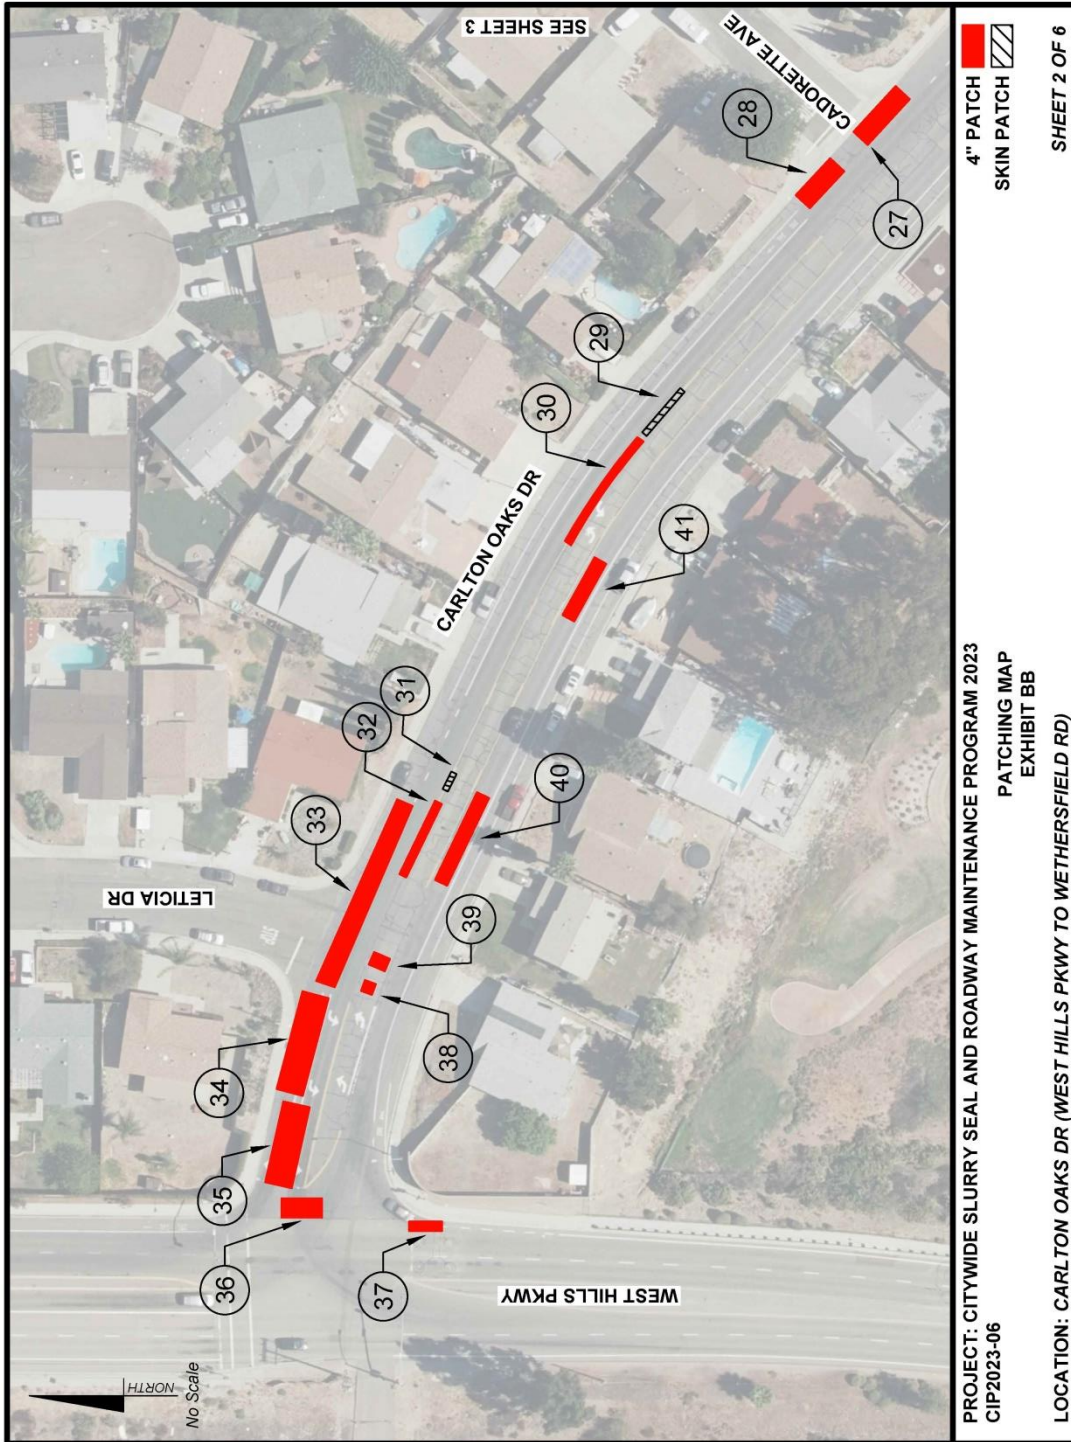 SEE SHEET 3
CADORETTE AVE
28
27
29
30
CARLTON OAKS DR
41
31
32
33
40
LETICIA DR
39
38
34
35
36
37
WEST HILLS PKWY
NORTH
No Scale
PROJECT: CITYWIDE SLURRY SEAL AND ROADWAY MAINTENANCE PROGRAM 2023
CIP2023-06
PATCHING MAP
EXHIBIT BB
LOCATION: CARLTON OAKS DR (WEST HILLS PKWY TO WETHERSFIELD RD)
4" PATCH
SKIN PATCH
SHEET 2 OF 6